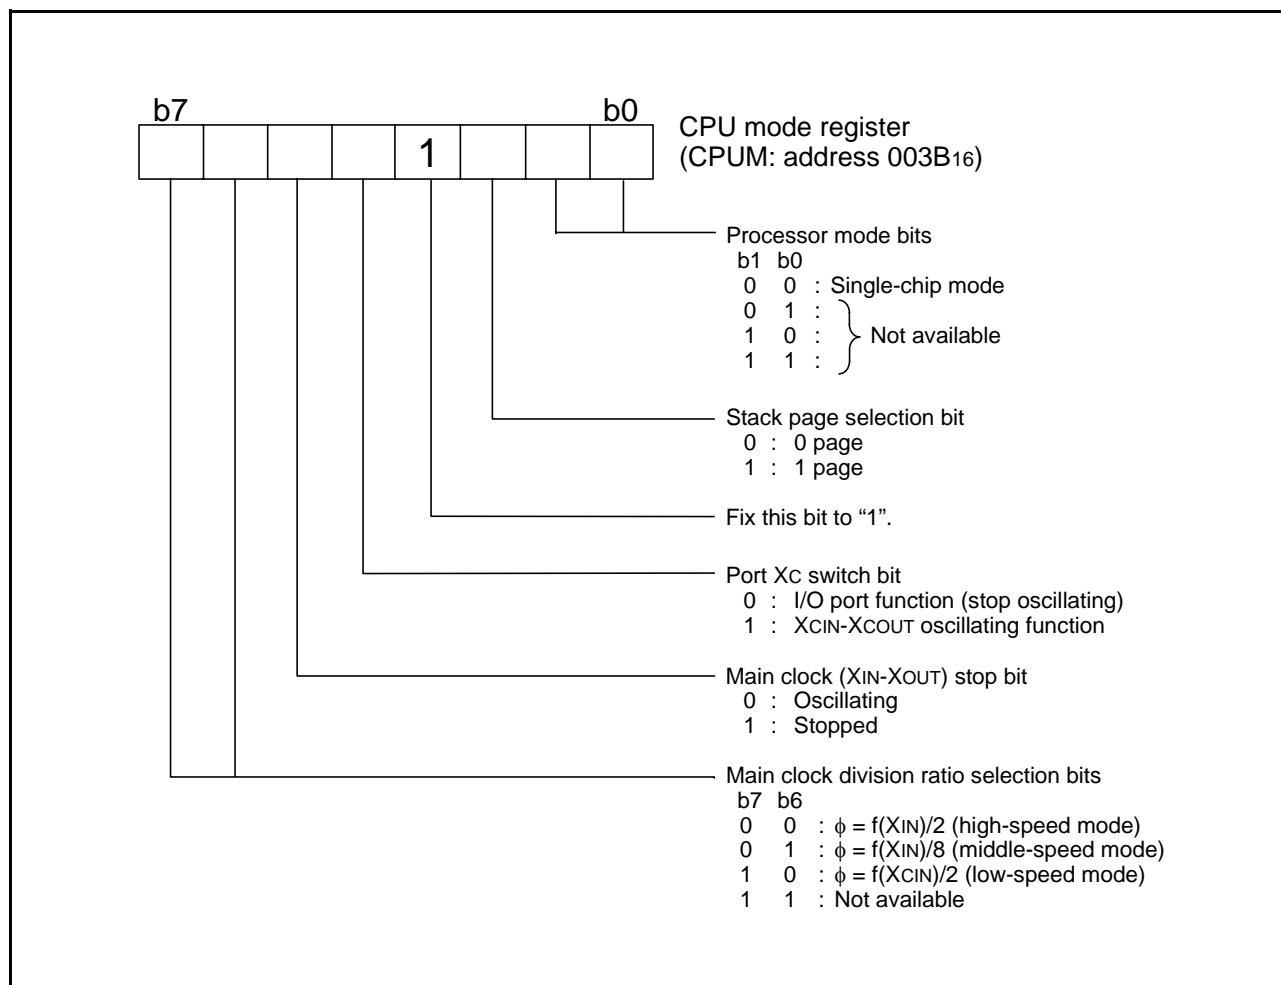 b7 b0
CPU mode register
1
(CPUM: address 003B16)
Processor mode bits
b1 b0
0 0 : Single-chip mode
0 1 :
1 0 : Not available
1 1 :
Stack page selection bit
0 : 0 page
1 : 1 page
Fix this bit to “1”.
Port XC switch bit
0 : I/O port function (stop oscillating)
1 : XCIN-XCOUT oscillating function
Main clock (XIN-XOUT) stop bit
0 : Oscillating
1 : Stopped
Main clock division ratio selection bits
b7 b6
0 0 : ϕ = f(XIN)/2 (high-speed mode)
0 1 : ϕ = f(XIN)/8 (middle-speed mode)
1 0 : ϕ = f(XCIN)/2 (low-speed mode)
1 1 : Not available